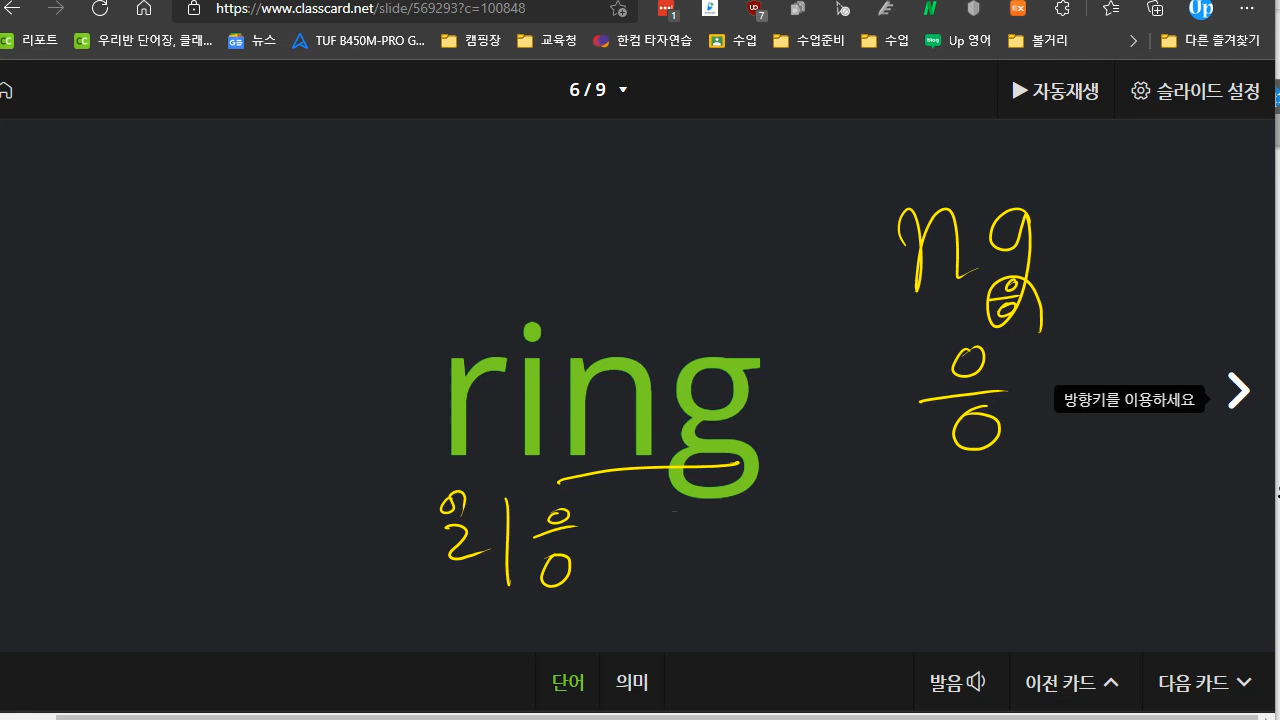 https://www.classcard.net/slide/569293?c=100848
리포트 우리반 단어장, 클래... 뉴스 TUF B450M-PRO G... 캠핑장 교육청 한컴 타자연습 수업 수업준비 수업 Up 영어 볼거리 다른 즐겨찾기
6 / 9 자동재생 슬라이드 설정
ng
으
응
ring
방향키를 이용하세요
단어 의미 발음 이전 카드 다음 카드